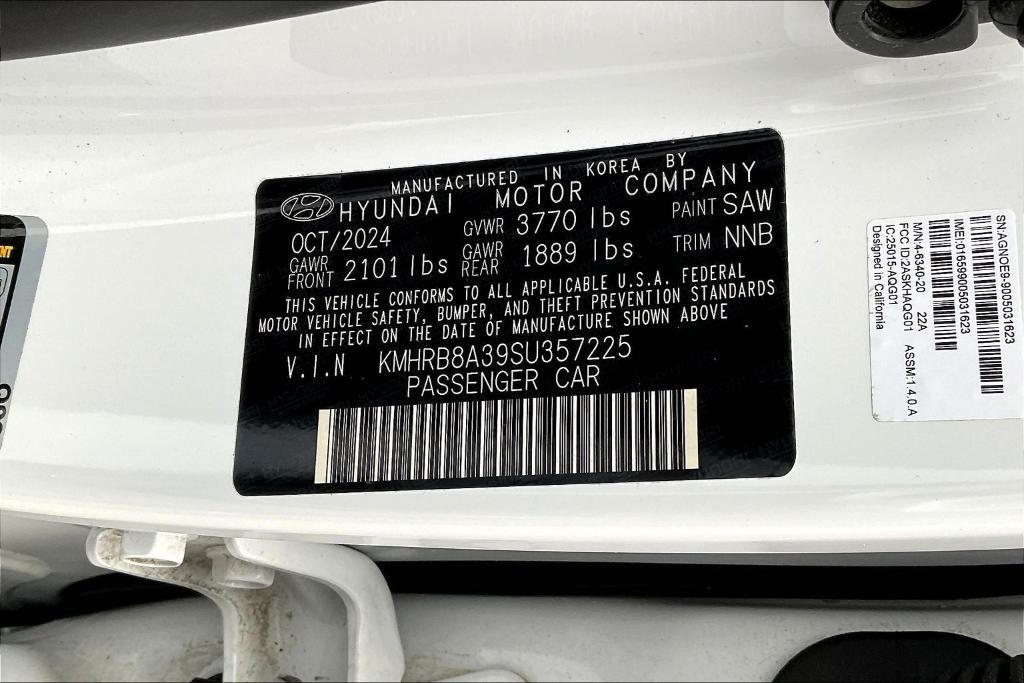 MANUFACTURED IN KOREA BY
HYUNDAI MOTOR COMPANY
OCT/2024 GVWR 3770 lbs PAINT SAW
GAWR FRONT 2101 lbs GAWR REAR 1889 lbs TRIM NNB
THIS VEHICLE CONFORMS TO ALL APPLICABLE U.S.A. FEDERAL
MOTOR VEHICLE SAFETY, BUMPER, AND THEFT PREVENTION STANDARDS
IN EFFECT ON THE DATE OF MANUFACTURE SHOWN ABOVE
V.I.N KMHRB8A39SU357225
PASSENGER CAR
SN:AGNOE9-9005031623
IMEI:016599005031623
M/N:4-6340-20 22A ASSM:1.4.0.A
FCC ID:2ASKHAQG01
IC:25015-AQG01
Designed in California